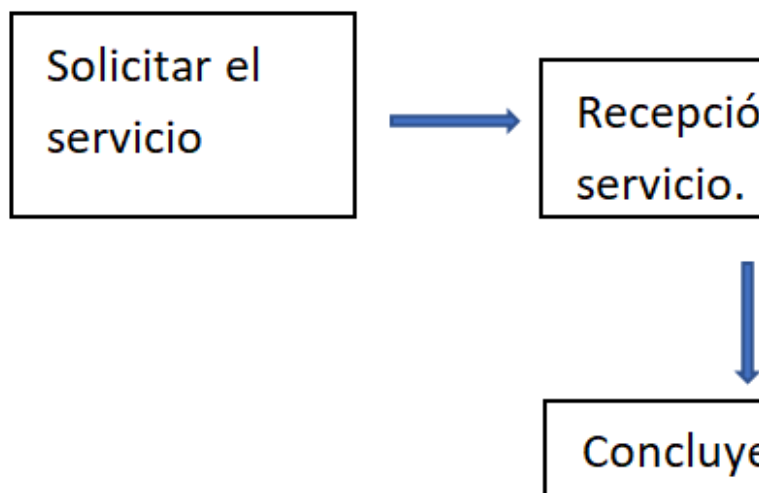 Solicitar el
servicio
Recepció
servicio.
Concluye